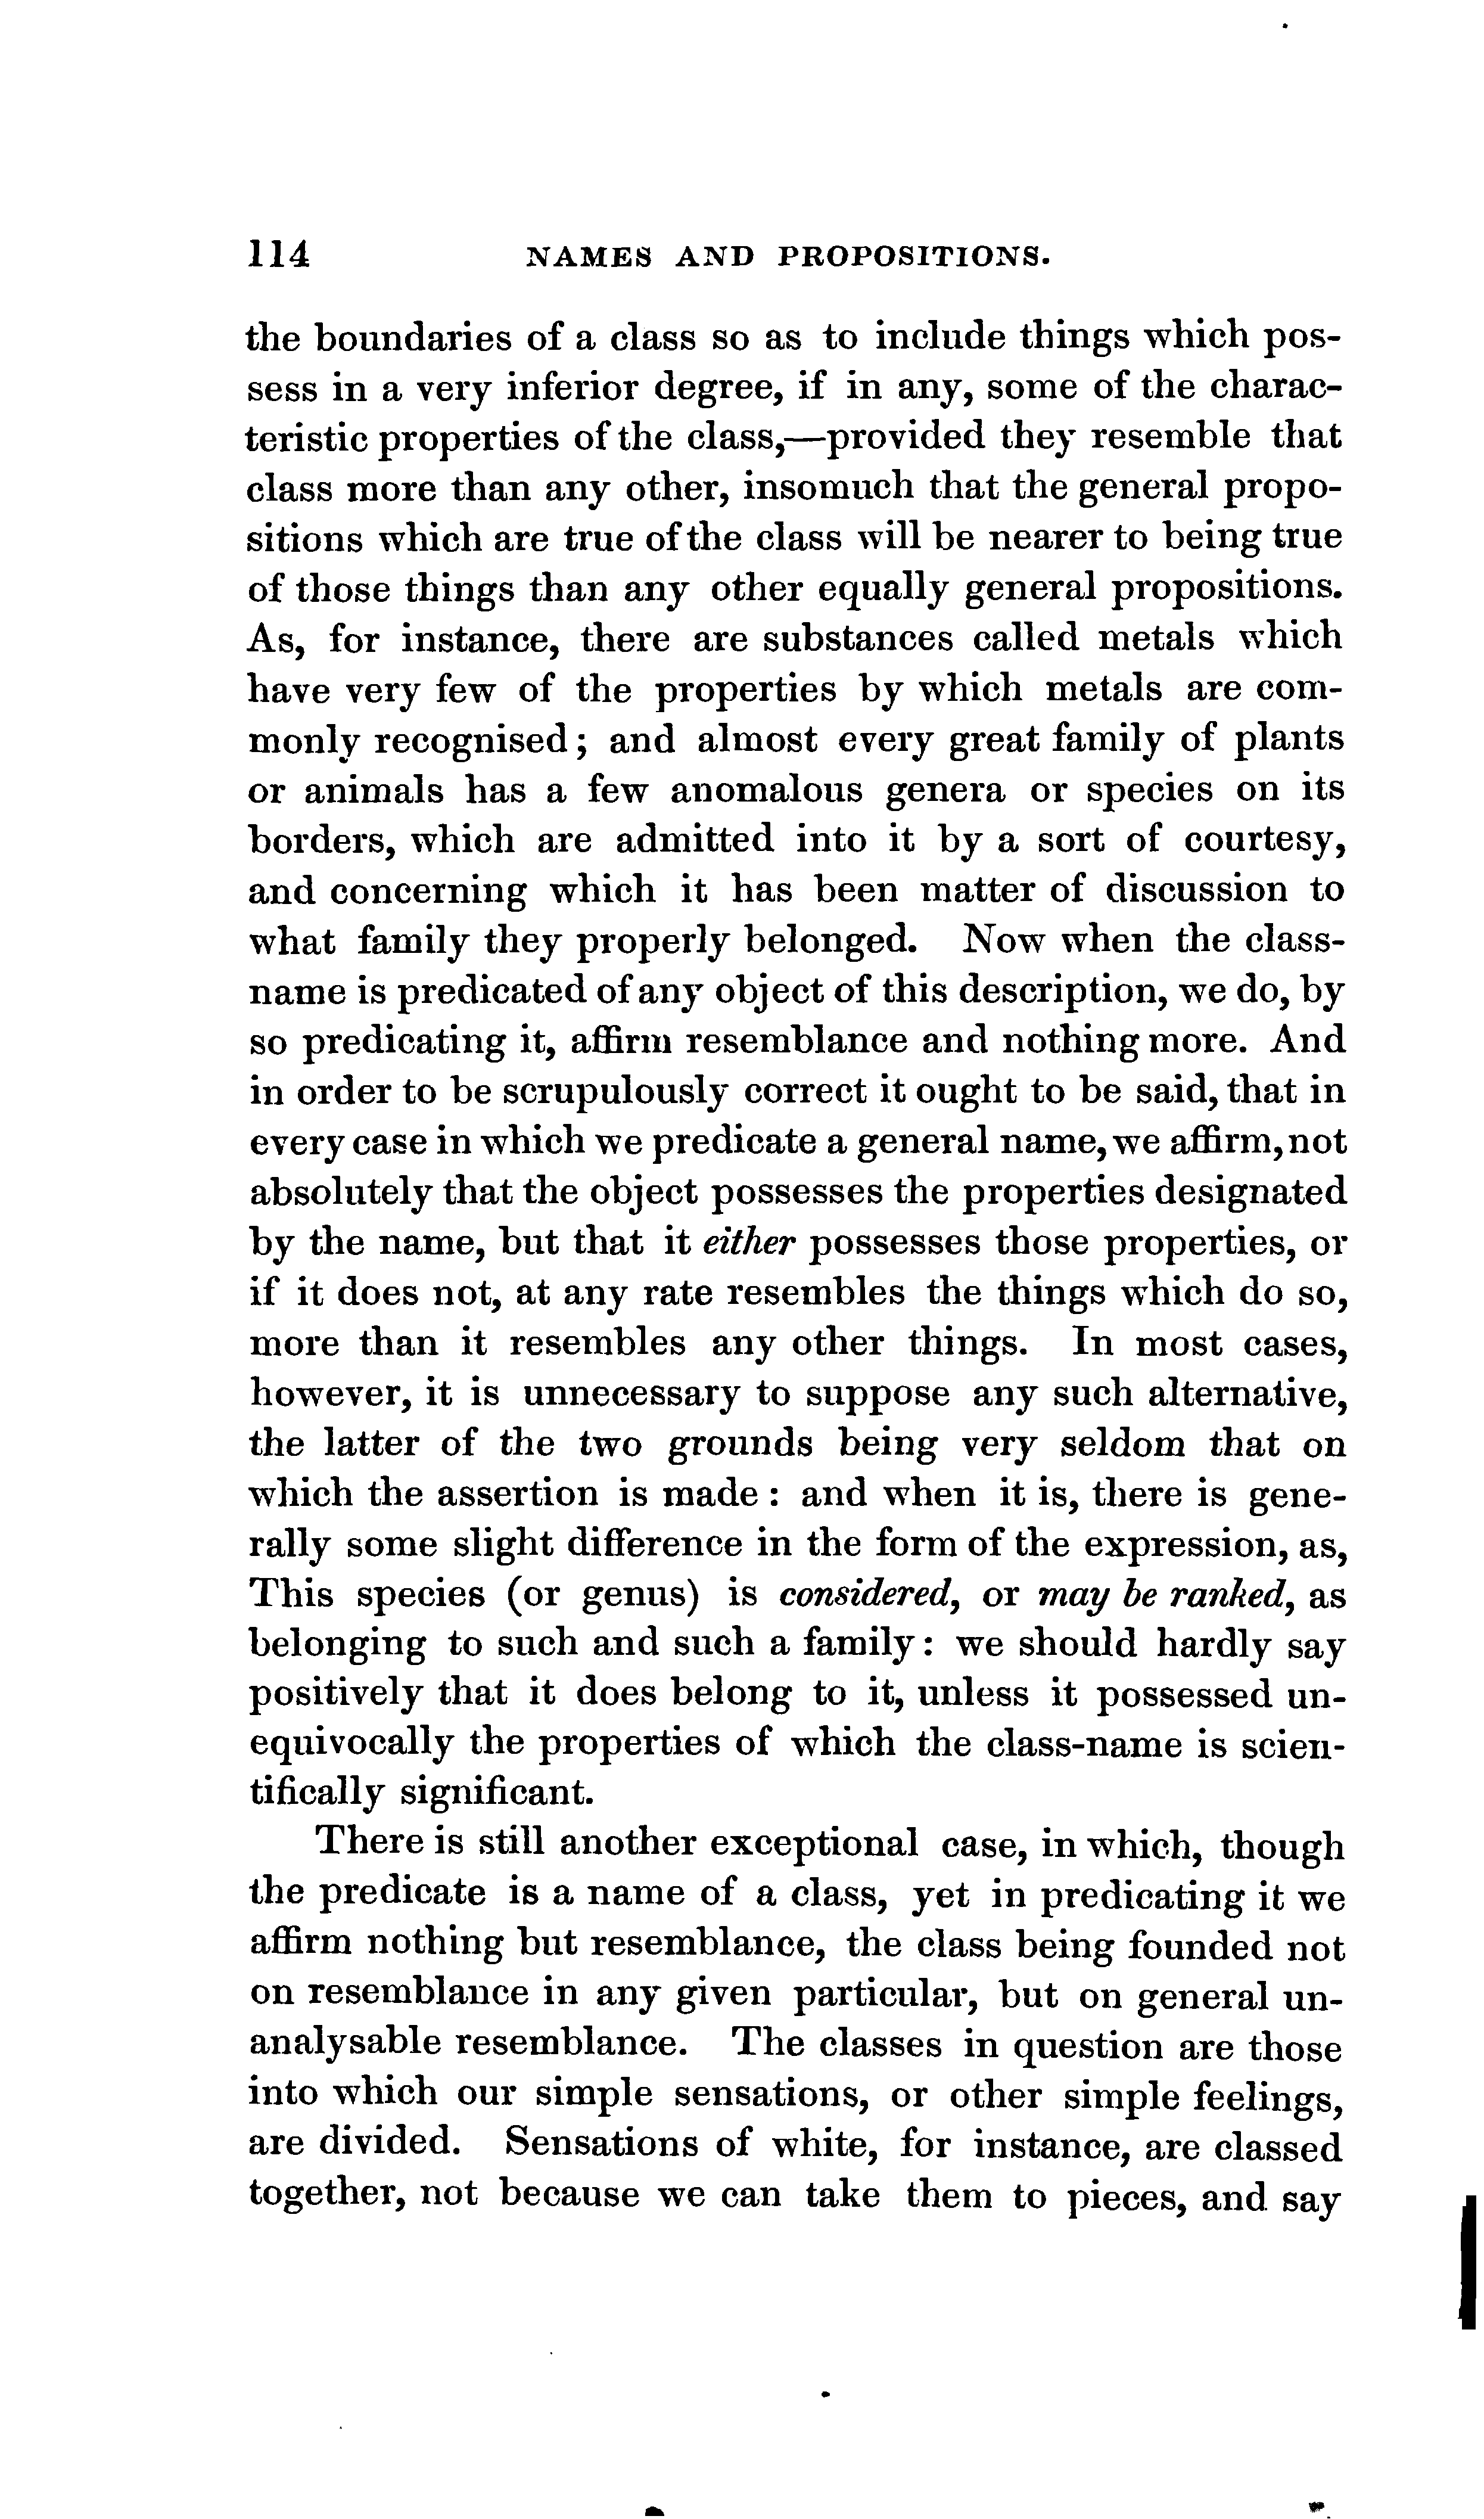 114 NAMES AND PROPOSITIONS.
the boundaries of a class so as to include things which pos-
sess in a very inferior degree, if in any, some of the charac-
teristic properties of the class,—provided they resemble that
class more than any other, insomuch that the general propo-
sitions which are true of the class will be nearer to being true
of those things than any other equally general propositions.
As, for instance, there are substances called metals which
have very few of the properties by which metals are com-
monly recognised; and almost every great family of plants
or animals has a few anomalous genera or species on its
borders, which are admitted into it by a sort of courtesy,
and concerning which it has been matter of discussion to
what family they properly belonged. Now when the class-
name is predicated of any object of this description, we do, by
so predicating it, affirm resemblance and nothing more. And
in order to be scrupulously correct it ought to be said, that in
every case in which we predicate a general name, we affirm, not
absolutely that the object possesses the properties designated
by the name, but that it either possesses those properties, or
if it does not, at any rate resembles the things which do so,
more than it resembles any other things. In most cases,
however, it is unnecessary to suppose any such alternative,
the latter of the two grounds being very seldom that on
which the assertion is made: and when it is, there is gene-
rally some slight difference in the form of the expression, as,
This species (or genus) is considered, or may be ranked, as
belonging to such and such a family: we should hardly say
positively that it does belong to it, unless it possessed un-
equivocally the properties of which the class-name is scien-
tifically significant.
There is still another exceptional case, in which, though
the predicate is a name of a class, yet in predicating it we
affirm nothing but resemblance, the class being founded not
on resemblance in any given particular, but on general un-
analysable resemblance. The classes in question are those
into which our simple sensations, or other simple feelings,
are divided. Sensations of white, for instance, are classed
together, not because we can take them to pieces, and say